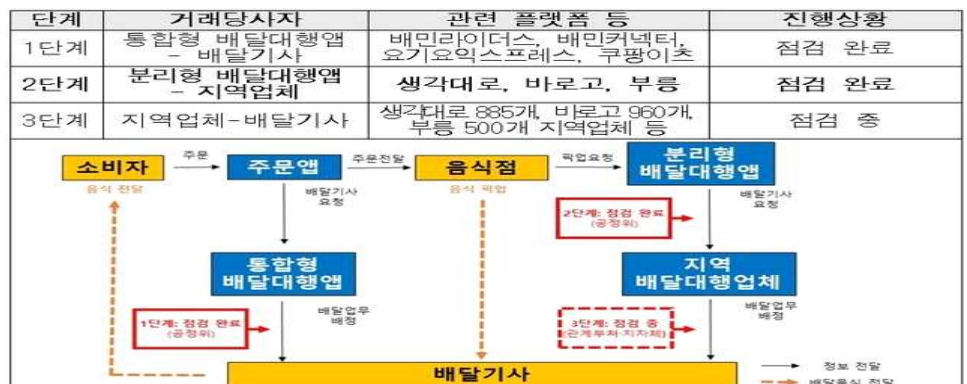 단계 거래당사자 관련 플랫폼 등 진행상황
1단계 통합형 배달대행앱 - 배달기사 배민라이더스, 배민커넥터, 요기요익스프레스, 쿠팡이츠 점검 완료
2단계 분리형 배달대행앱 - 지역업체 생각대로, 바로고, 부릉 점검 완료
3단계 지역업체-배달기사 생각대로 885개, 바로고 960개, 부릉 500개 지역업체 등 점검 중
소비자 주문 주문앱 주문전달 음식점 픽업요청 분리형 배달대행앱
음식 전달
음식 픽업
배달기사
요청
배달기사
요청
2단계: 점검 완료
(공정위)
통합형
배달대행앱
지역
배달대행업체
배달업무
배정
배달업무
배정
1단계: 점검 완료
(공정위)
3단계: 점검 중
(관계부처·지자체)
배달기사
정보 전달
배달음식 전달